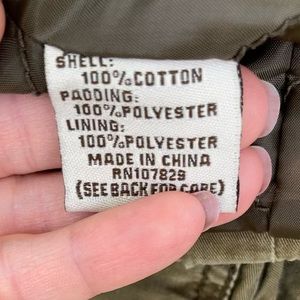 SHELL:
100%COTTON
PADDING:
100%POLYESTER
LINING:
100%POLYESTER
MADE IN CHINA
RN107829
(SEE BACK FOR CARE)